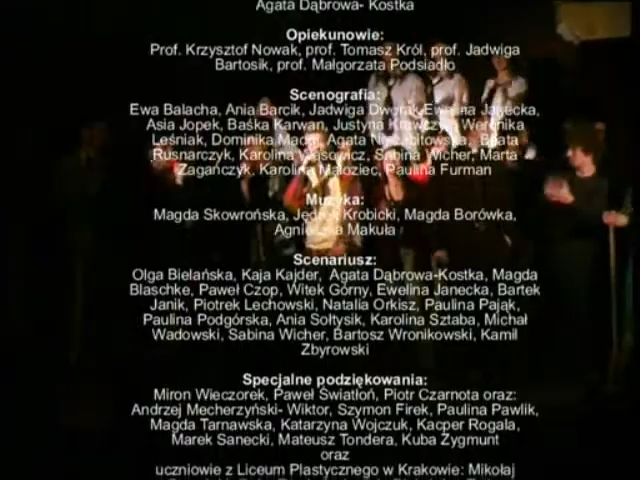 Agata Dąbrowa- Kostka
Opiekunowie:
Prof. Krzysztof Nowak, prof. Tomasz Król, prof. Jadwiga
Bartosik, prof. Małgorzata Podsiadło
Scenografia:
Ewa Balacha, Ania Barcik, Jadwiga Dworak,Ewelina Janecka,
Asia Jopek, Baśka Karwan, Justyna Krawczyk, Weronika
Leśniak, Dominika Madej, Agata Niezabitowska, Beata
Rusnarczyk, Karolina Wąsowicz, Sabina Wicher, Marta
Zagańczyk, Karolina Małoziec, Paulina Furman
Muzyka:
Magda Skowrońska, Jędrek Krobicki, Magda Borówka,
Agnieszka Makuła
Scenariusz:
Olga Bielańska, Kaja Kajder, Agata Dąbrowa-Kostka, Magda
Blaschke, Paweł Czop, Witek Górny, Ewelina Janecka, Bartek
Janik, Piotrek Lechowski, Natalia Orkisz, Paulina Pająk,
Paulina Podgórska, Ania Sołtysik, Karolina Sztaba, Michał
Wadowski, Sabina Wicher, Bartosz Wronikowski, Kamil
Zbyrowski
Specjalne podziękowania:
Miron Wieczorek, Paweł Światłoń, Piotr Czarnota oraz:
Andrzej Mecherzyński- Wiktor, Szymon Firek, Paulina Pawlik,
Magda Tarnawska, Katarzyna Wojczuk, Kacper Rogala,
Marek Sanecki, Mateusz Tondera, Kuba Zygmunt
oraz
uczniowie z Liceum Plastycznego w Krakowie: Mikołaj